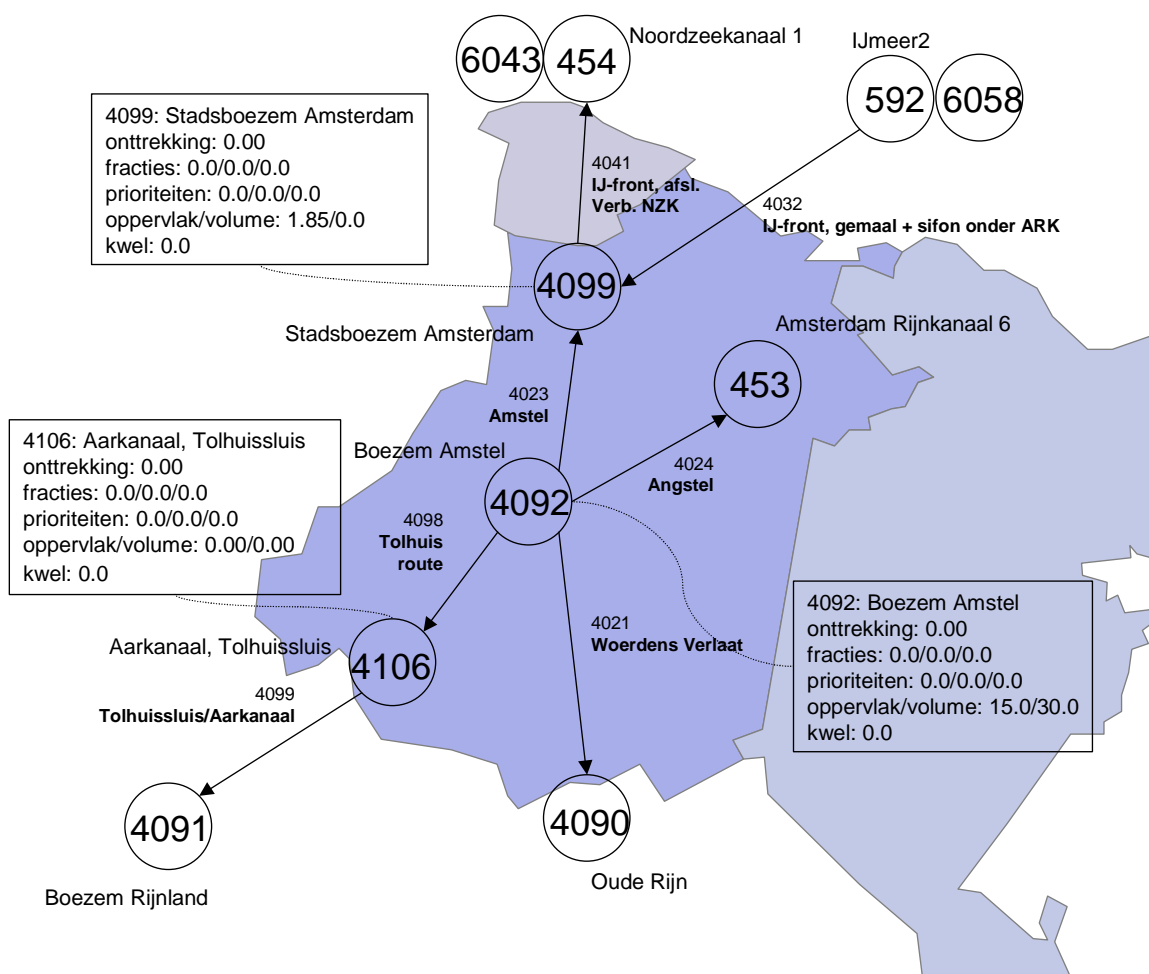 Noordzeekanaal 1
6043
454
IJmeer2
592
6058
4099: Stadsboezem Amsterdam
onttrekking: 0.00
fracties: 0.0/0.0/0.0
prioriteiten: 0.0/0.0/0.0
oppervlak/volume: 1.85/0.0
kwel: 0.0
4041
IJ-front, afsl.
Verb. NZK
4032
IJ-front, gemaal + sifon onder ARK
4099
Stadsboezem Amsterdam
Amsterdam Rijnkanaal 6
453
4023
Amstel
4106: Aarkanaal, Tolhuissluis
onttrekking: 0.00
fracties: 0.0/0.0/0.0
prioriteiten: 0.0/0.0/0.0
oppervlak/volume: 0.00/0.00
kwel: 0.0
Boezem Amstel
4092
4024
Angstel
4098
Tolhuis
route
4021
Woerdens Verlaat
4092: Boezem Amstel
onttrekking: 0.00
fracties: 0.0/0.0/0.0
prioriteiten: 0.0/0.0/0.0
oppervlak/volume: 15.0/30.0
kwel: 0.0
Aarkanaal, Tolhuissluis
4106
4099
Tolhuissluis/Aarkanaal
4091
Boezem Rijnland
4090
Oude Rijn